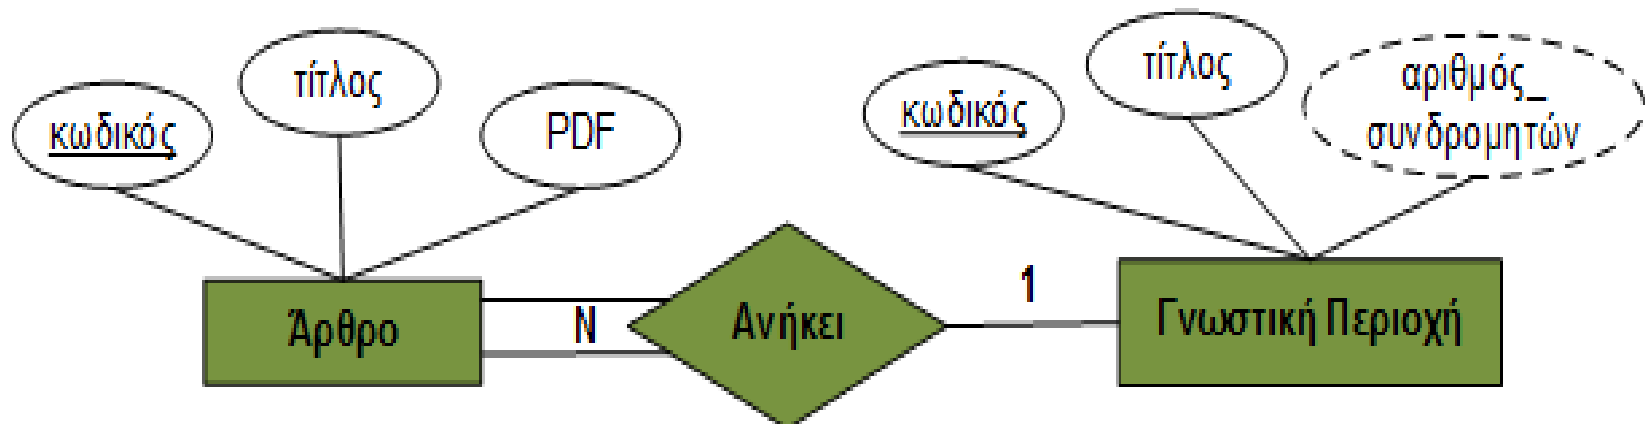 κωδικός
τίτλος
PDF
κωδικός
τίτλος
αριθμός_
συνδρομητών
Άρθρο
N
Ανήκει
1
Γνωστική Περιοχή